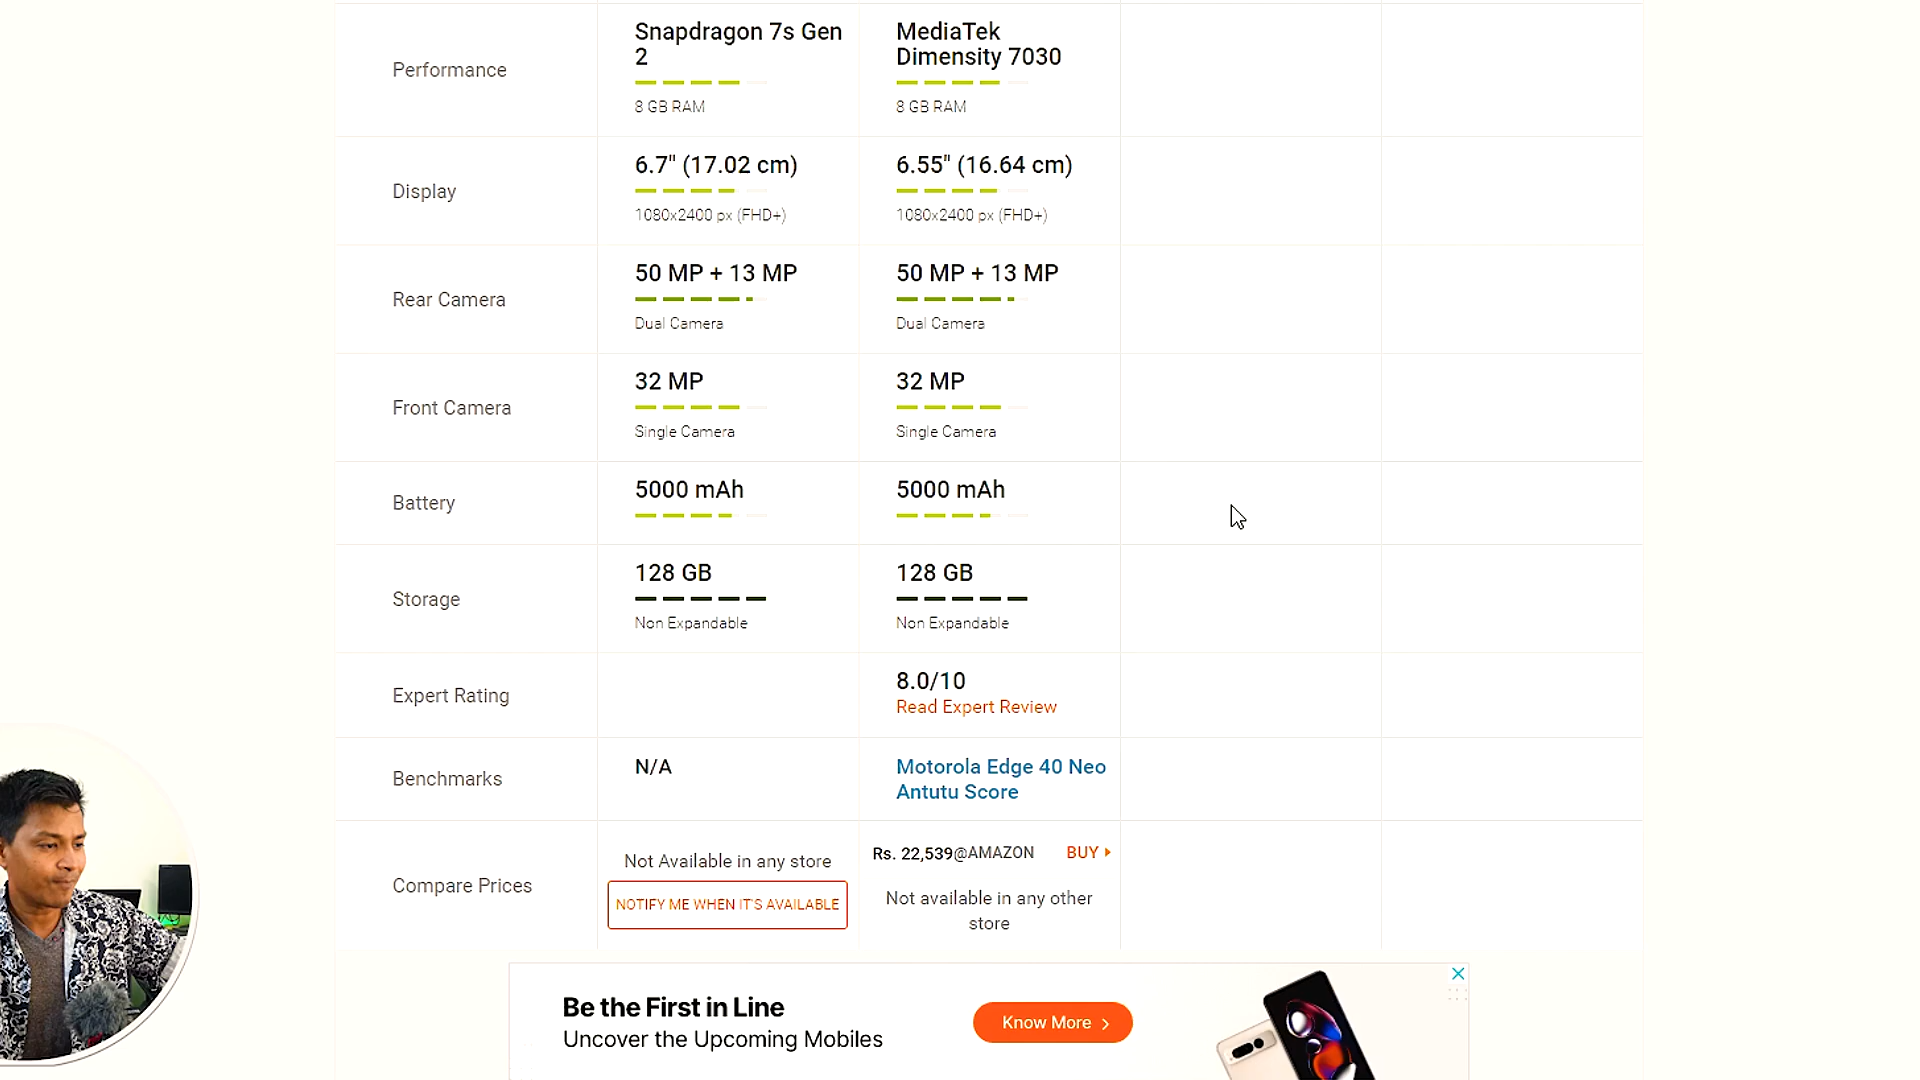 Performance
Snapdragon 7s Gen
2
8 GB RAM
MediaTek
Dimensity 7030
8 GB RAM
Display
6.7" (17.02 cm)
1080x2400 px (FHD+)
6.55" (16.64 cm)
1080x2400 px (FHD+)
Rear Camera
50 MP + 13 MP
Dual Camera
50 MP + 13 MP
Dual Camera
Front Camera
32 MP
Single Camera
32 MP
Single Camera
Battery
5000 mAh
5000 mAh
Storage
128 GB
Non Expandable
128 GB
Non Expandable
Expert Rating
8.0/10
Read Expert Review
Benchmarks
N/A
Motorola Edge 40 Neo
Antutu Score
Compare Prices
Not Available in any store
NOTIFY ME WHEN IT'S AVAILABLE
Rs. 22,539@AMAZON BUY
Not available in any other
store
Be the First in Line
Uncover the Upcoming Mobiles
Know More